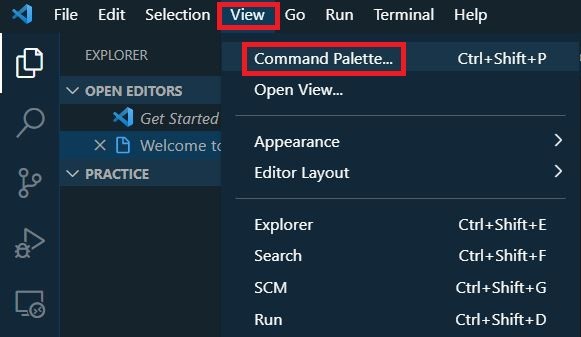 File Edit Selection View Go Run Terminal Help
EXPLORER
OPEN EDITORS
Get Started
Welcome to
PRACTICE
Command Palette... Ctrl+Shift+P
Open View...
Appearance
Editor Layout
Explorer Ctrl+Shift+E
Search Ctrl+Shift+F
SCM Ctrl+Shift+G
Run Ctrl+Shift+D